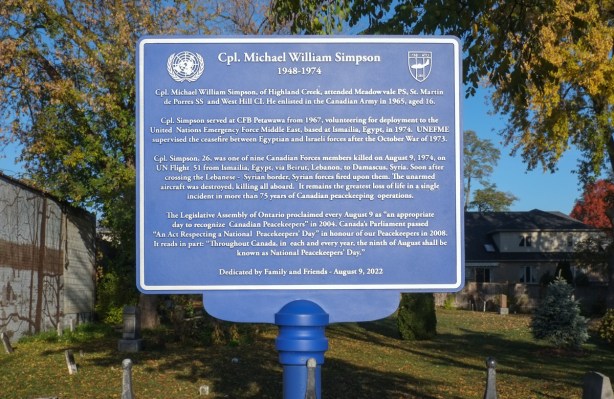 Cpl. Michael William Simpson
1948-1974
Cpl. Michael William Simpson, of Highland Creek, attended Meadowvale PS, St. Martin
de Porres SS and West Hill CI. He enlisted in the Canadian Army in 1965, aged 16.
Cpl. Simpson served at CFB Petawawa from 1967, volunteering for deployment to the
United Nations Emergency Force Middle East, based at Ismailia, Egypt, in 1974. UNEFME
supervised the ceasefire between Egyptian and Israeli forces after the October War of 1973.
Cpl. Simpson, 26, was one of nine Canadian Forces members killed on August 9, 1974, on
UN Flight 51 from Ismailia, Egypt, via Beirut, Lebanon, to Damascus, Syria. Soon after
crossing the Lebanese - Syrian border, Syrian forces fired upon them. The unarmed
aircraft was destroyed, killing all aboard. It remains the greatest loss of life in a single
incident in more than 75 years of Canadian peacekeeping operations.
The Legislative Assembly of Ontario proclaimed every August 9 as "an appropriate
day to recognize Canadian Peacekeepers" in 2004. Canada's Parliament passed
"An Act Respecting a National Peacekeepers' Day" in honour of our Peacekeepers in 2008.
It reads in part: "Throughout Canada, in each and every year, the ninth of August shall be
known as National Peacekeepers' Day."
Dedicated by Family and Friends - August 9, 2022